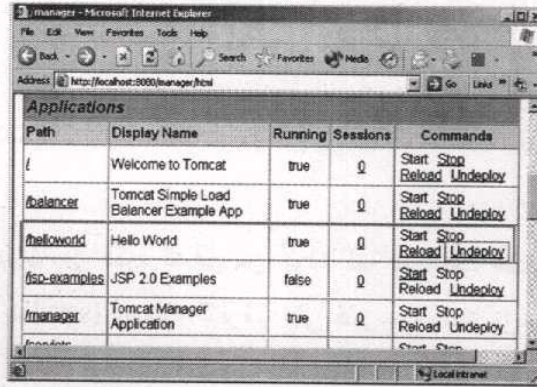 /manager - Microsoft Internet Explorer
File Edit View Favorites Tools Help
Back Search Favorites Media
Address http://localhost:8080/manager/html Go Links
Applications
Path Display Name Running Sessions Commands
/ Welcome to Tomcat true 0 Start Stop
Reload Undeploy
/balancer Tomcat Simple Load
Balancer Example App true 0 Start Stop
Reload Undeploy
/helloworld Hello World true 0 Start Stop
Reload Undeploy
/jsp-examples JSP 2.0 Examples false 0 Start Stop
Reload Undeploy
/manager Tomcat Manager
Application true 0 Start Stop
Reload Undeploy
Start Stop
Local intranet